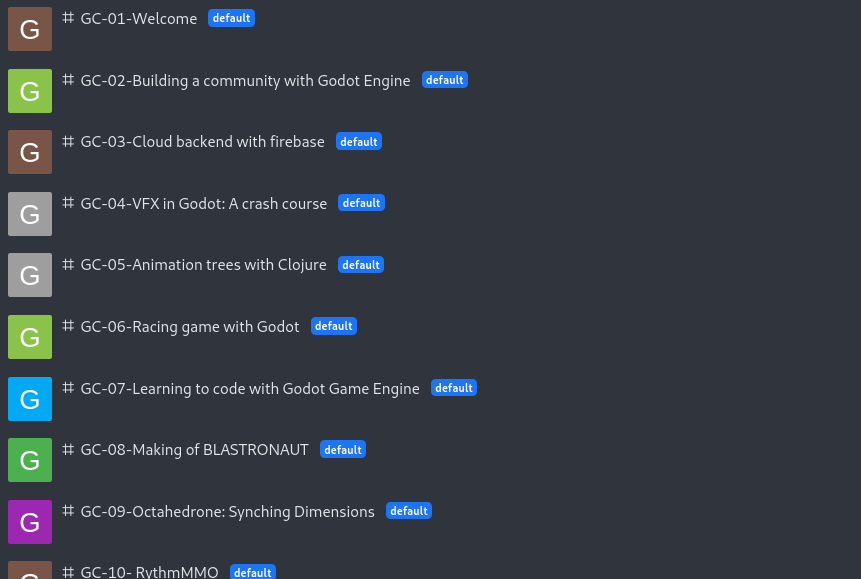 G # GC-01-Welcome default
G # GC-02-Building a community with Godot Engine default
G # GC-03-Cloud backend with firebase default
G # GC-04-VFX in Godot: A crash course default
G # GC-05-Animation trees with Clojure default
G # GC-06-Racing game with Godot default
G # GC-07-Learning to code with Godot Game Engine default
G # GC-08-Making of BLASTRONAUT default
G # GC-09-Octahedrone: Synching Dimensions default
G # GC-10- RythmMMO default